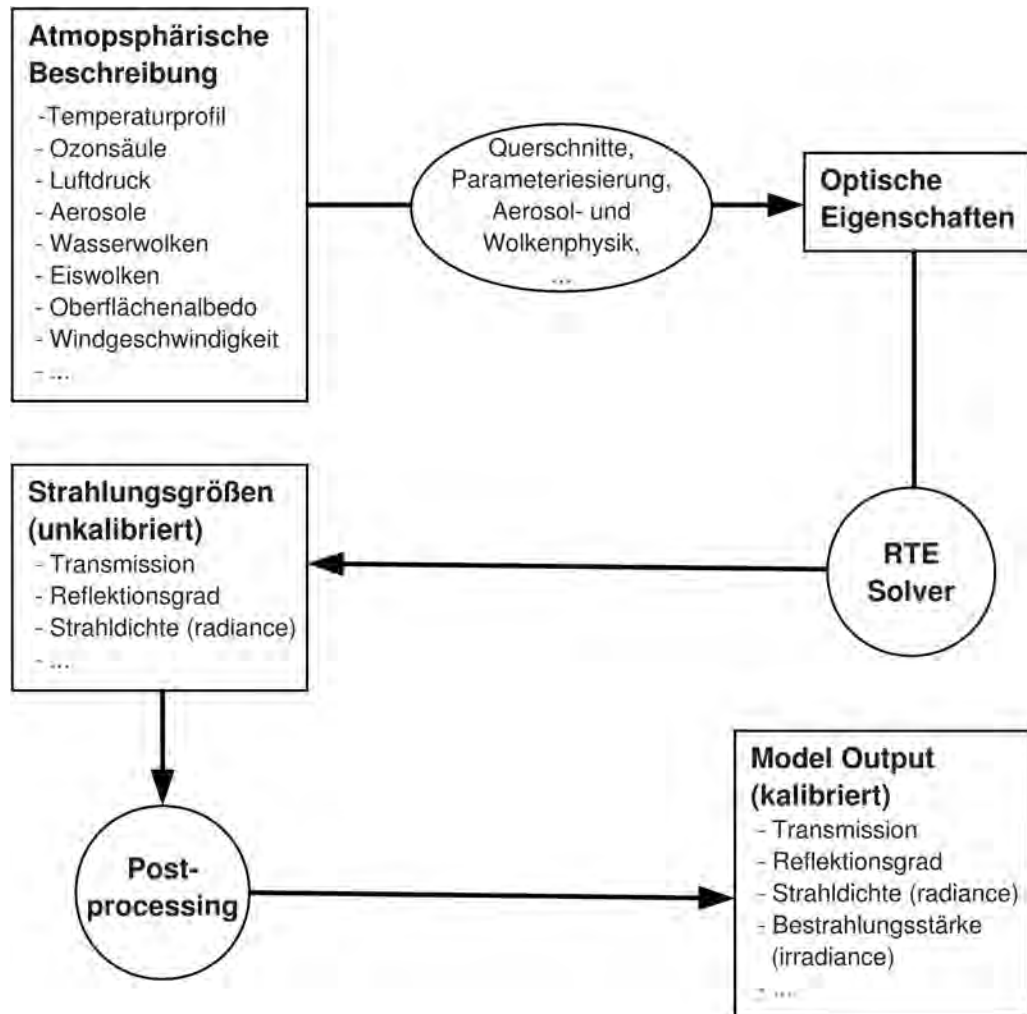 Atmopsphärische
Beschreibung
-Temperaturprofil
- Ozonsäule
- Luftdruck
- Aerosole
- Wasserwolken
- Eiswolken
- Oberflächenalbedo
- Windgeschwindigkeit
- ...
Querschnitte,
Parameteriesierung,
Aerosol- und
Wolkenphysik,
...
Optische
Eigenschaften
RTE
Solver
Strahlungsgrößen
(unkalibriert)
- Transmission
- Reflektionsgrad
- Strahldichte (radiance)
- ...
Post-
processing
Model Output
(kalibriert)
- Transmission
- Reflektionsgrad
- Strahldichte (radiance)
- Bestrahlungsstärke
(irradiance)
- ....